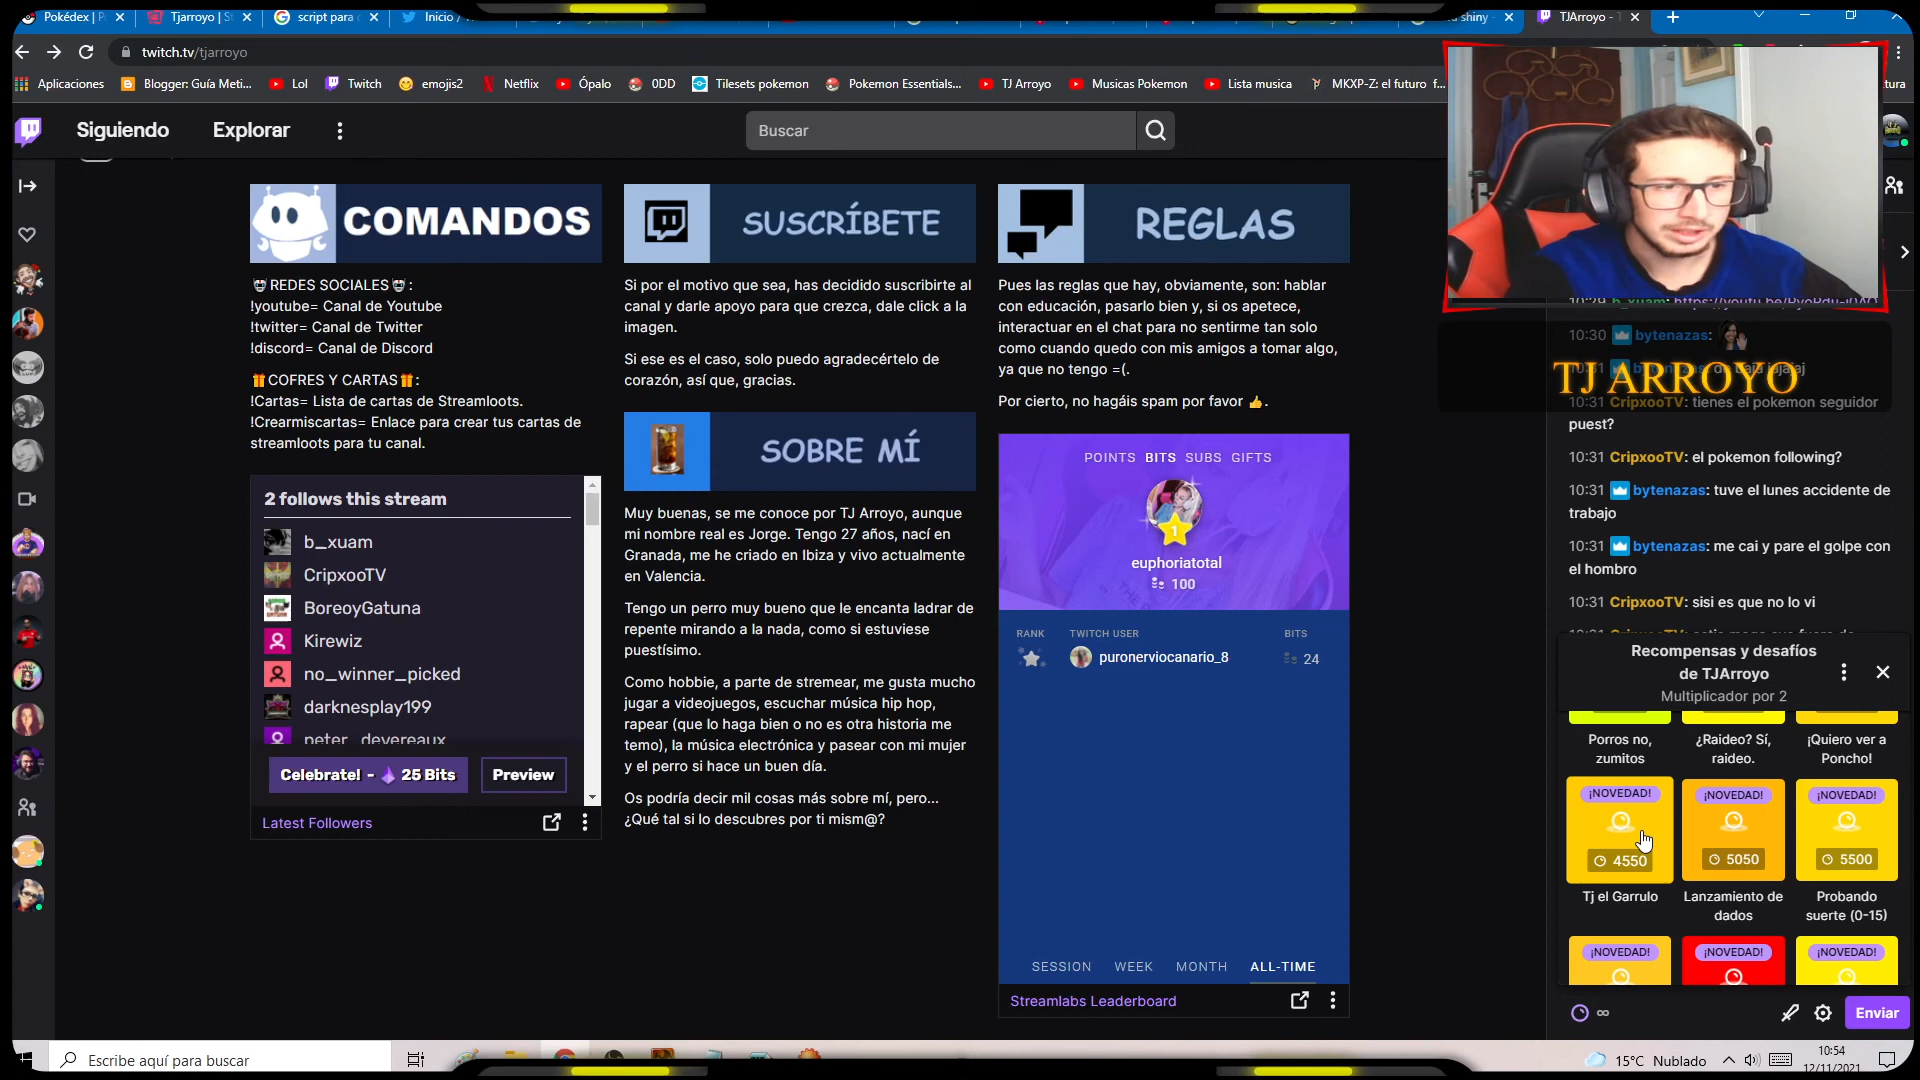 Pokédex |
Tjarroyo | S
script para
Inicio /
shiny
TJArroyo - T
twitch.tv/tjarroyo
Aplicaciones
Blogger: Guía Meti...
Lol
Twitch
emojis2
Netflix
Ópalo
0DD
Tilesets pokemon
Pokemon Essentials...
TJ Arroyo
Musicas Pokemon
Lista musica
MKXP-Z: el futuro f...
tura
Siguiendo
Explorar
Buscar
COMANDOS
🤖REDES SOCIALES🤖:
!youtube= Canal de Youtube
!twitter= Canal de Twitter
!discord= Canal de Discord
🎁COFRES Y CARTAS🎁:
!Cartas= Lista de cartas de Streamloots.
!Crearmiscartas= Enlace para crear tus cartas de
streamloots para tu canal.
2 follows this stream
b_xuam
CripxooTV
BoreoyGatuna
Kirewiz
no_winner_picked
darknesplay199
peter_devereaux
Celebrate! - 25 Bits
Preview
Latest Followers
SUSCRÍBETE
Si por el motivo que sea, has decidido suscribirte al
canal y darle apoyo para que crezca, dale click a la
imagen.
Si ese es el caso, solo puedo agradecértelo de
corazón, así que, gracias.
SOBRE MÍ
Muy buenas, se me conoce por TJ Arroyo, aunque
mi nombre real es Jorge. Tengo 27 años, nací en
Granada, me he criado en Ibiza y vivo actualmente
en Valencia.
Tengo un perro muy bueno que le encanta ladrar de
repente mirando a la nada, como si estuviese
puestísimo.
Como hobbie, a parte de stremear, me gusta mucho
jugar a videojuegos, escuchar música hip hop,
rapear (que lo haga bien o no es otra historia me
temo), la música electrónica y pasear con mi mujer
y el perro si hace un buen día.
Os podría decir mil cosas más sobre mí, pero...
¿Qué tal si lo descubres por ti mism@?
REGLAS
Pues las reglas que hay, obviamente, son: hablar
con educación, pasarlo bien y, si os apetece,
interactuar en el chat para no sentirme tan solo
como cuando quedo con mis amigos a tomar algo,
ya que no tengo =(.
Por cierto, no hagáis spam por favor 👍.
POINTS BITS SUBS GIFTS
1
euphoriatotal
100
RANK TWITCH USER BITS
puronerviocanario_8 24
SESSION WEEK MONTH ALL-TIME
Streamlabs Leaderboard
10:29 b_xuam:
10:30 bytenazas:
TJ ARROYO
10:31 CripxooTV: tienes el pokemon seguidor
puest?
10:31 CripxooTV: el pokemon following?
10:31 bytenazas: tuve el lunes accidente de
trabajo
10:31 bytenazas: me cai y pare el golpe con
el hombro
10:31 CripxooTV: sisi es que no lo vi
Recompensas y desafíos
de TJArroyo
Multiplicador por 2
Porros no,
zumitos
¿Raideo? Sí,
raideo.
¡Quiero ver a
Poncho!
¡NOVEDAD!
4550
Tj el Garrulo
¡NOVEDAD!
5050
Lanzamiento de
dados
¡NOVEDAD!
5500
Probando
suerte (0-15)
¡NOVEDAD!
¡NOVEDAD!
¡NOVEDAD!
∞
Enviar
Escribe aquí para buscar
15°C Nublado
10:54
12/11/2021